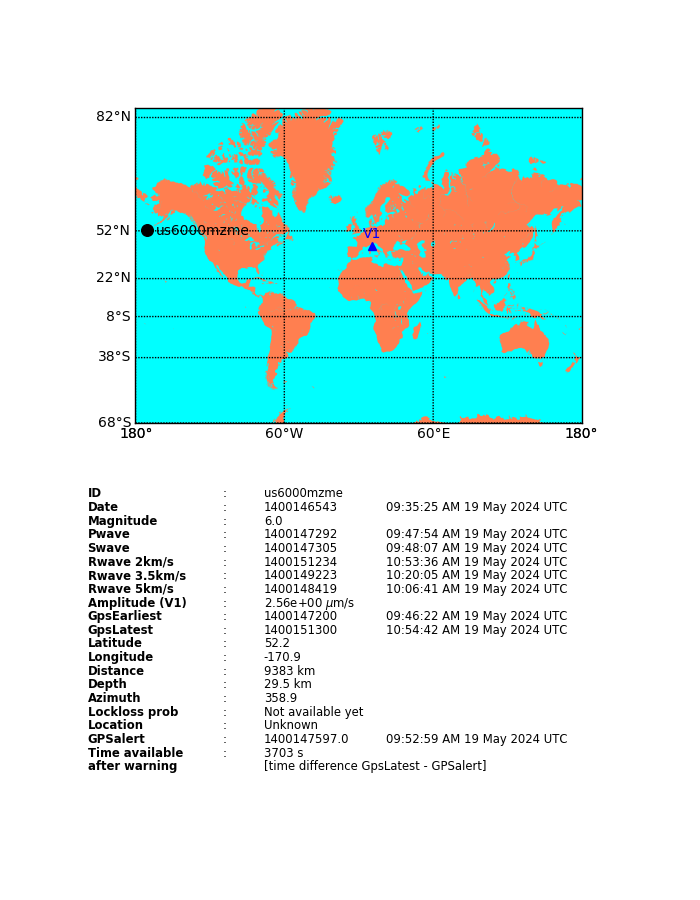 82°N
V1
52°N
us6000mzme
22°N
8°S
38°S
68°S
180° 60°W 60°E 180°
ID : us6000mzme
Date : 1400146543 09:35:25 AM 19 May 2024 UTC
Magnitude : 6.0
Pwave : 1400147292 09:47:54 AM 19 May 2024 UTC
Swave : 1400147305 09:48:07 AM 19 May 2024 UTC
Rwave 2km/s : 1400151234 10:53:36 AM 19 May 2024 UTC
Rwave 3.5km/s : 1400149223 10:20:05 AM 19 May 2024 UTC
Rwave 5km/s : 1400148419 10:06:41 AM 19 May 2024 UTC
Amplitude (V1) : 2.56e+00 μm/s
GpsEarliest : 1400147200 09:46:22 AM 19 May 2024 UTC
GpsLatest : 1400151300 10:54:42 AM 19 May 2024 UTC
Latitude : 52.2
Longitude : -170.9
Distance : 9383 km
Depth : 29.5 km
Azimuth : 358.9
Lockloss prob : Not available yet
Location : Unknown
GPSalert : 1400147597.0 09:52:59 AM 19 May 2024 UTC
Time available : 3703 s
after warning [time difference GpsLatest - GPSalert]